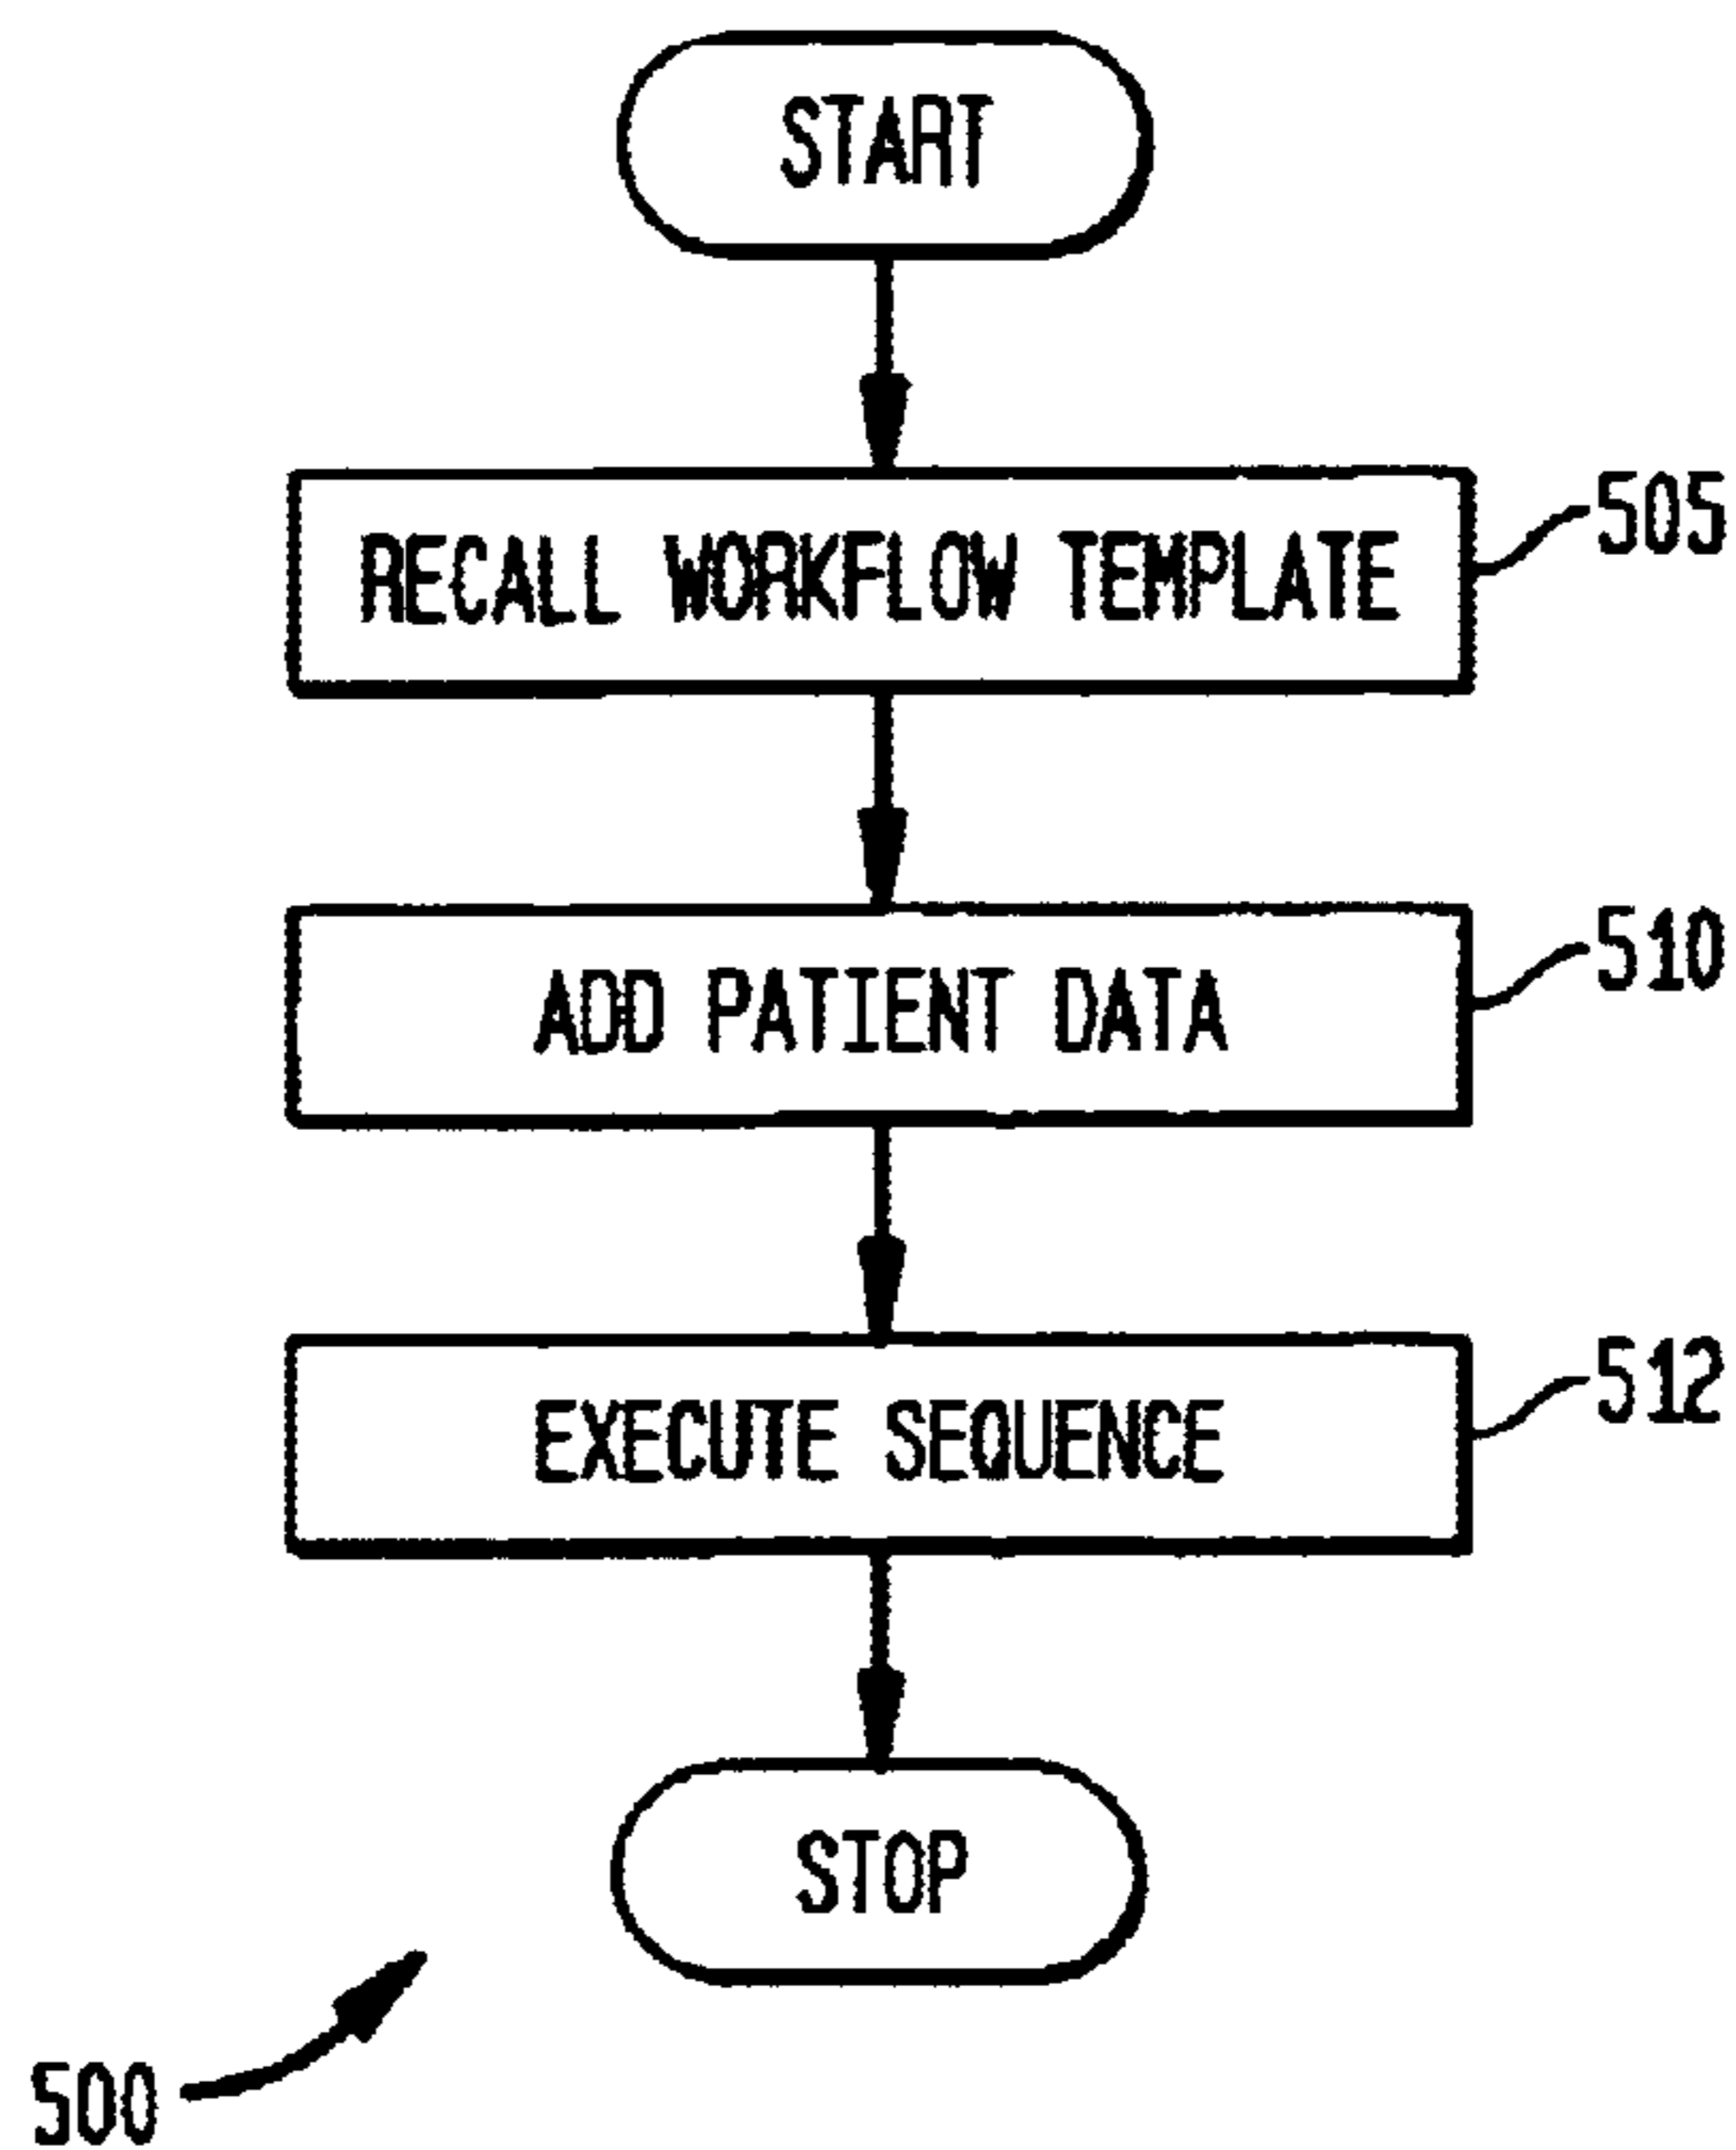 START
RECALL WORKFLOW TEMPLATE
505
ADD PATIENT DATA
510
EXECUTE SEQUENCE
512
STOP
500